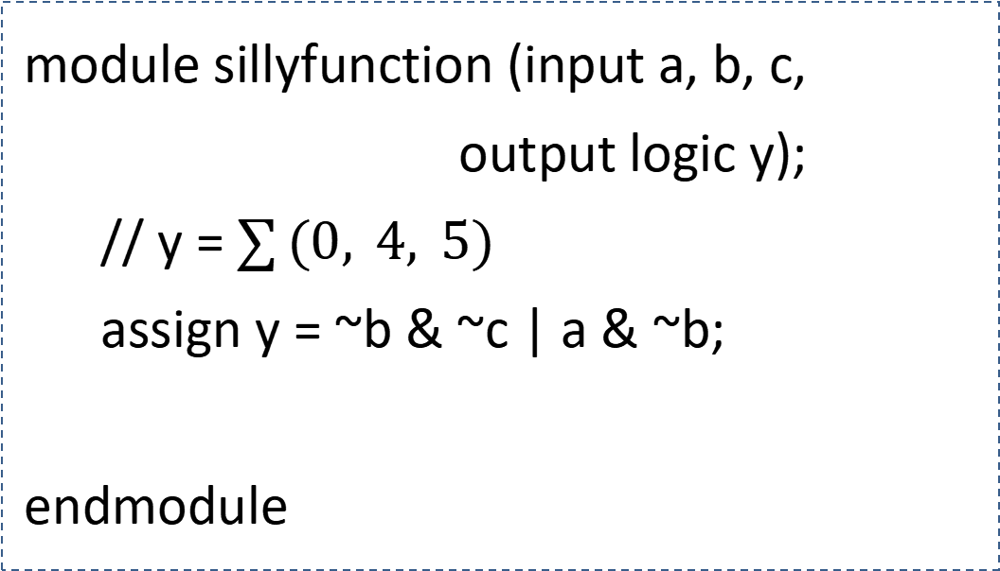 module sillyfunction (input a, b, c,
output logic y);
// y = ∑ (0, 4, 5)
assign y = ~b & ~c | a & ~b;
endmodule